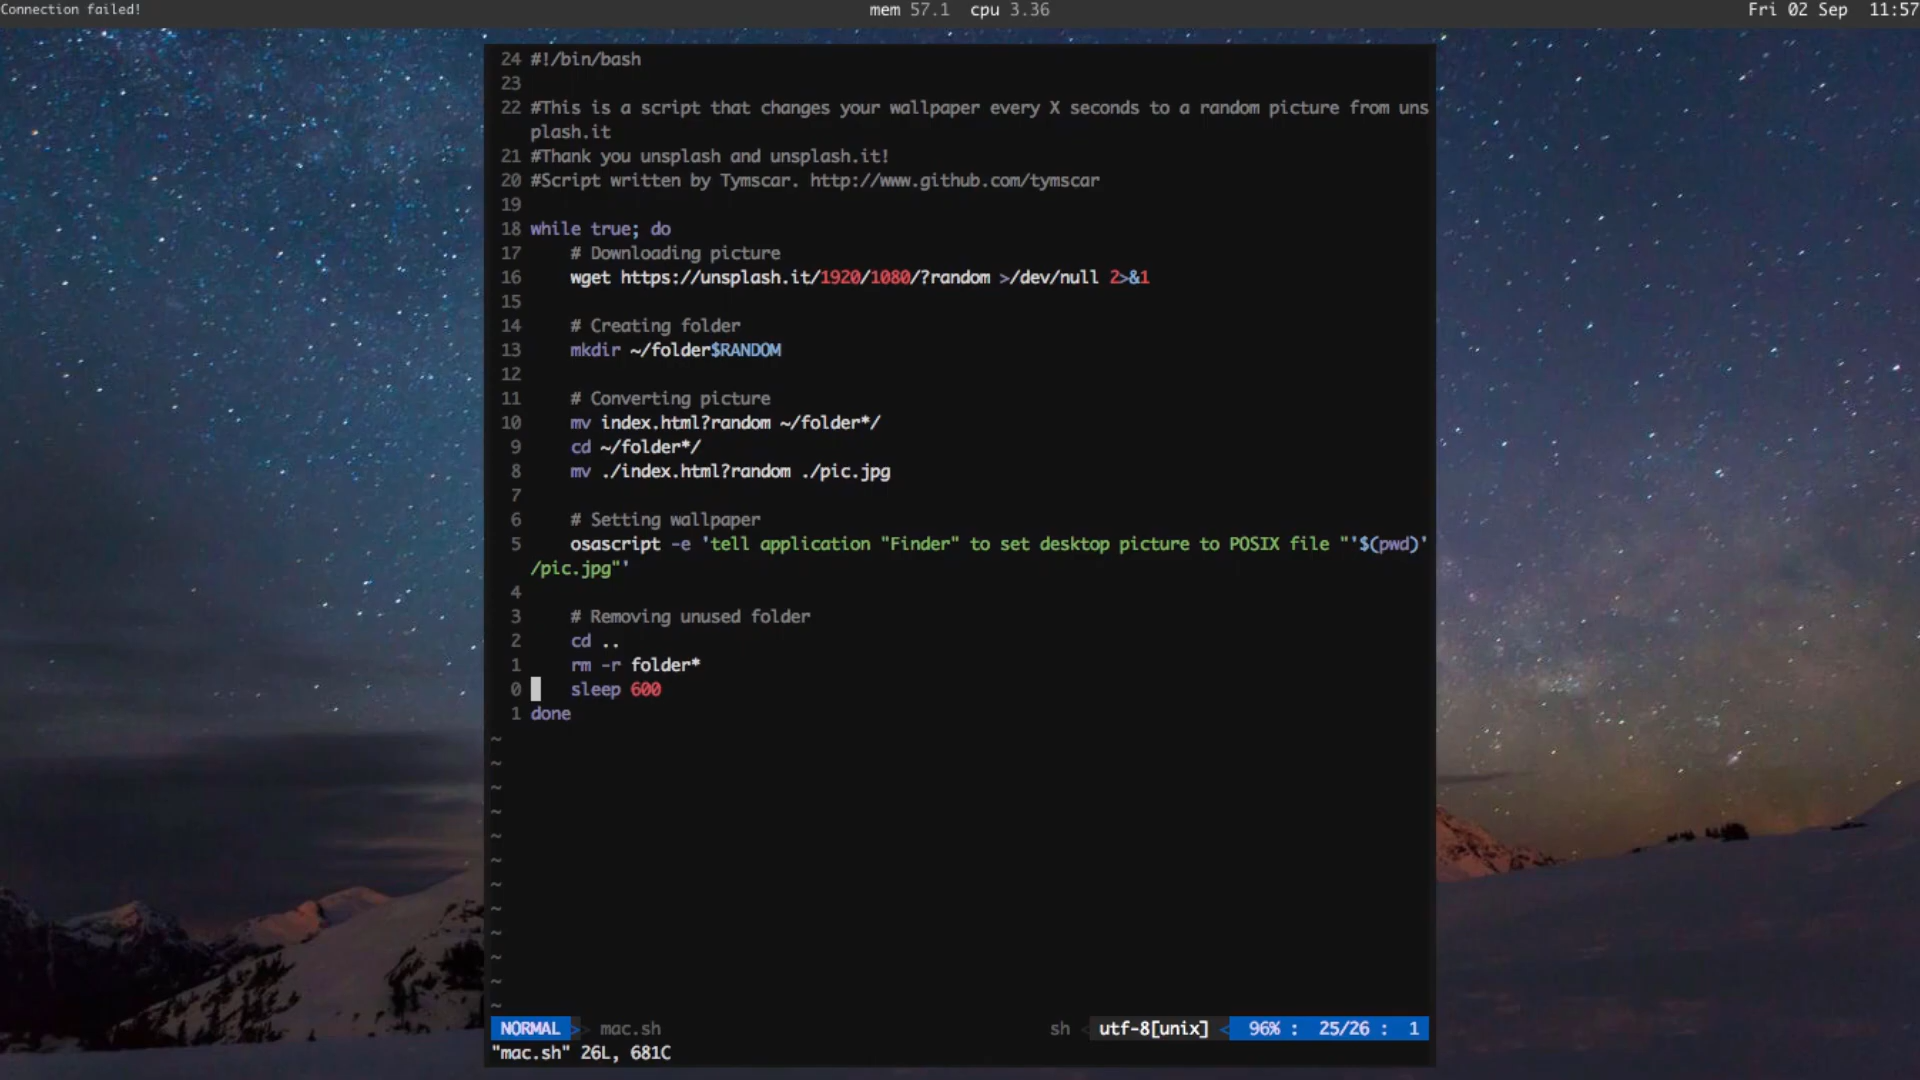 Connection failed!
mem 57.1 cpu 3.36
Fri 02 Sep 11:57
24 #!/bin/bash
23
22 #This is a script that changes your wallpaper every X seconds to a random picture from uns
plash.it
21 #Thank you unsplash and unsplash.it!
20 #Script written by Tymscar. http://www.github.com/tymscar
19
18 while true; do
17 # Downloading picture
16 wget https://unsplash.it/1920/1080/?random >/dev/null 2>&1
15
14 # Creating folder
13 mkdir ~/folder$RANDOM
12
11 # Converting picture
10 mv index.html?random ~/folder*/
9 cd ~/folder*/
8 mv ./index.html?random ./pic.jpg
7
6 # Setting wallpaper
5 osascript -e 'tell application "Finder" to set desktop picture to POSIX file "'$(pwd)'
/pic.jpg"'
4
3 # Removing unused folder
2 cd ..
1 rm -r folder*
0 sleep 600
1 done
~
~
~
~
~
~
~
~
~
~
~
~
NORMAL > mac.sh sh < utf-8[unix] < 96% : 25/26 : 1
"mac.sh" 26L, 681C